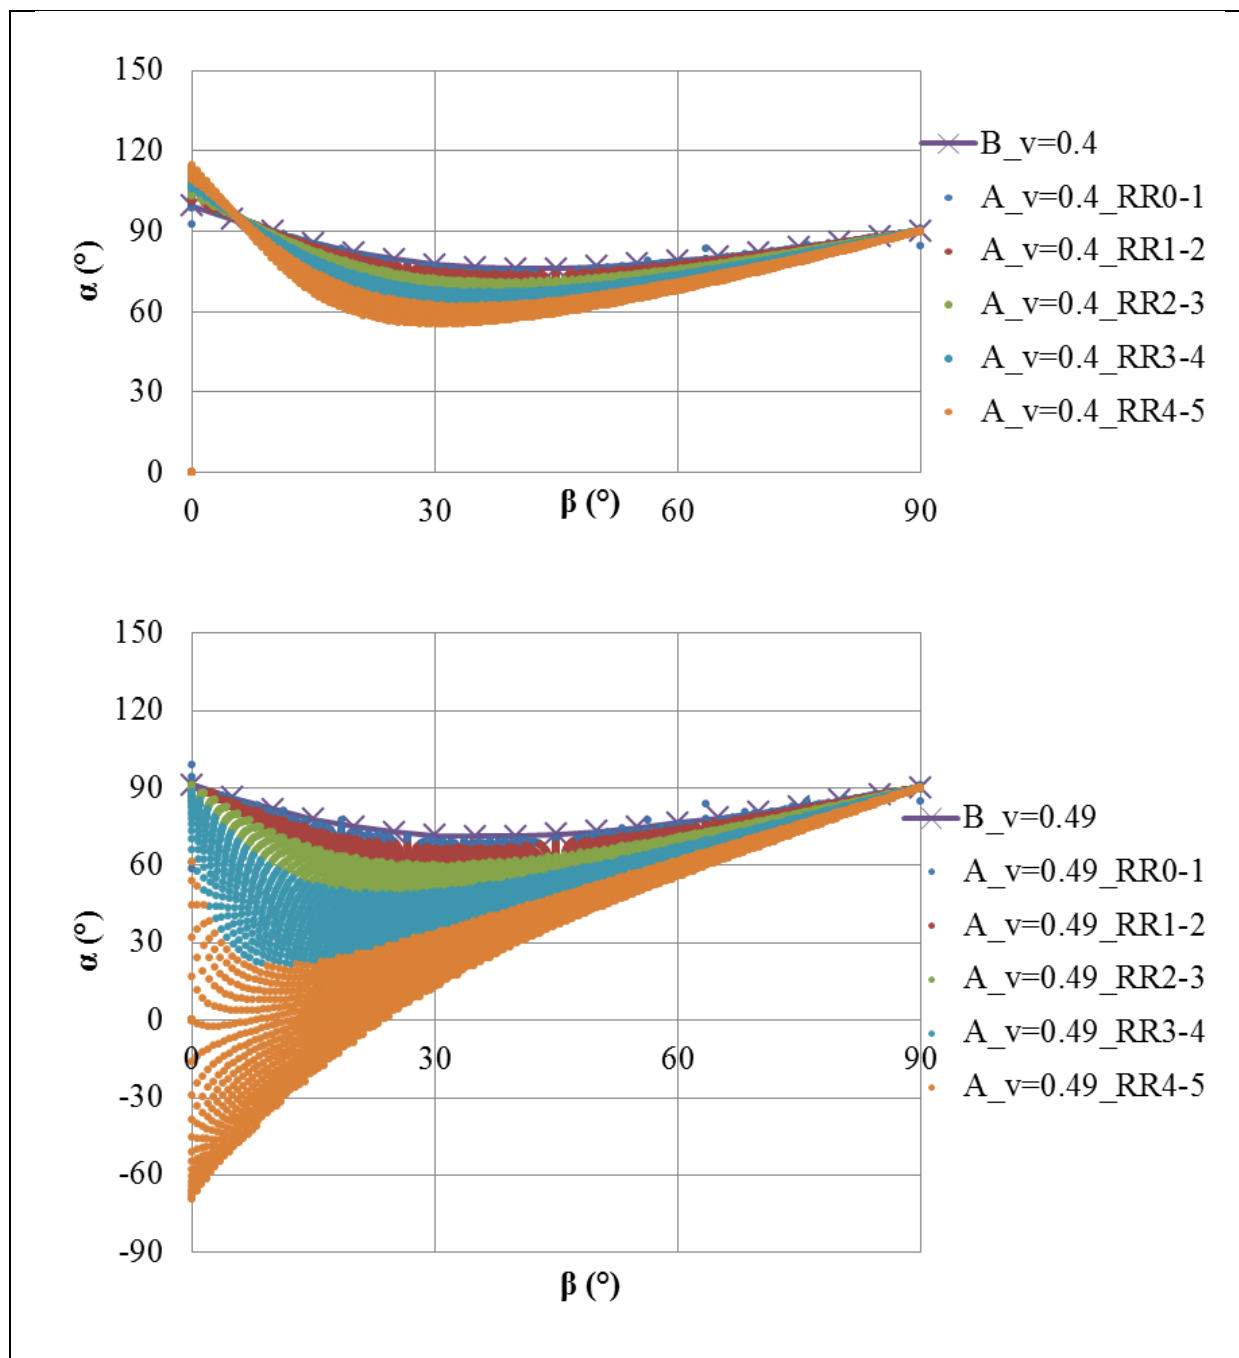 150
120
90
60
30
0
α (°)
0 30 60 90
β (°)
B_v=0.4
A_v=0.4_RR0-1
A_v=0.4_RR1-2
A_v=0.4_RR2-3
A_v=0.4_RR3-4
A_v=0.4_RR4-5
150
120
90
60
30
0
-30
-60
-90
α (°)
0 30 60 90
β (°)
B_v=0.49
A_v=0.49_RR0-1
A_v=0.49_RR1-2
A_v=0.49_RR2-3
A_v=0.49_RR3-4
A_v=0.49_RR4-5